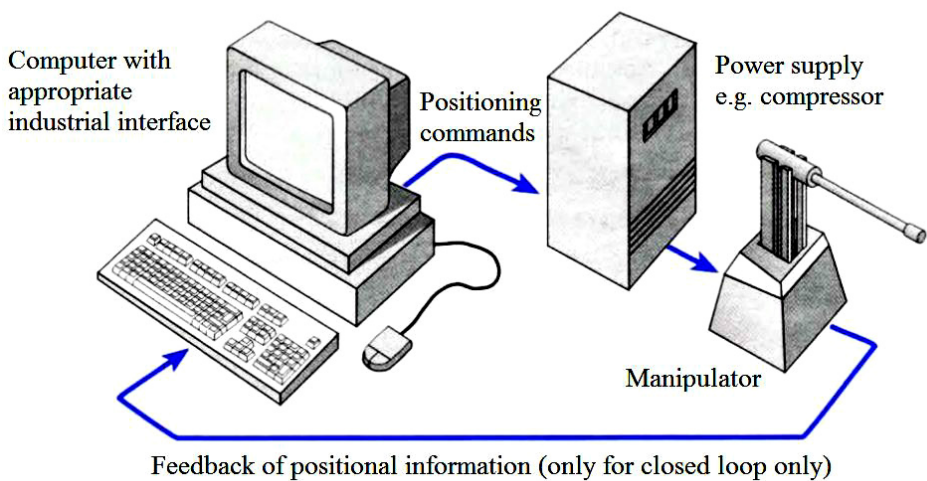 Computer with
appropriate
industrial interface
Positioning
commands
Power supply
e.g. compressor
Manipulator
Feedback of positional information (only for closed loop only)